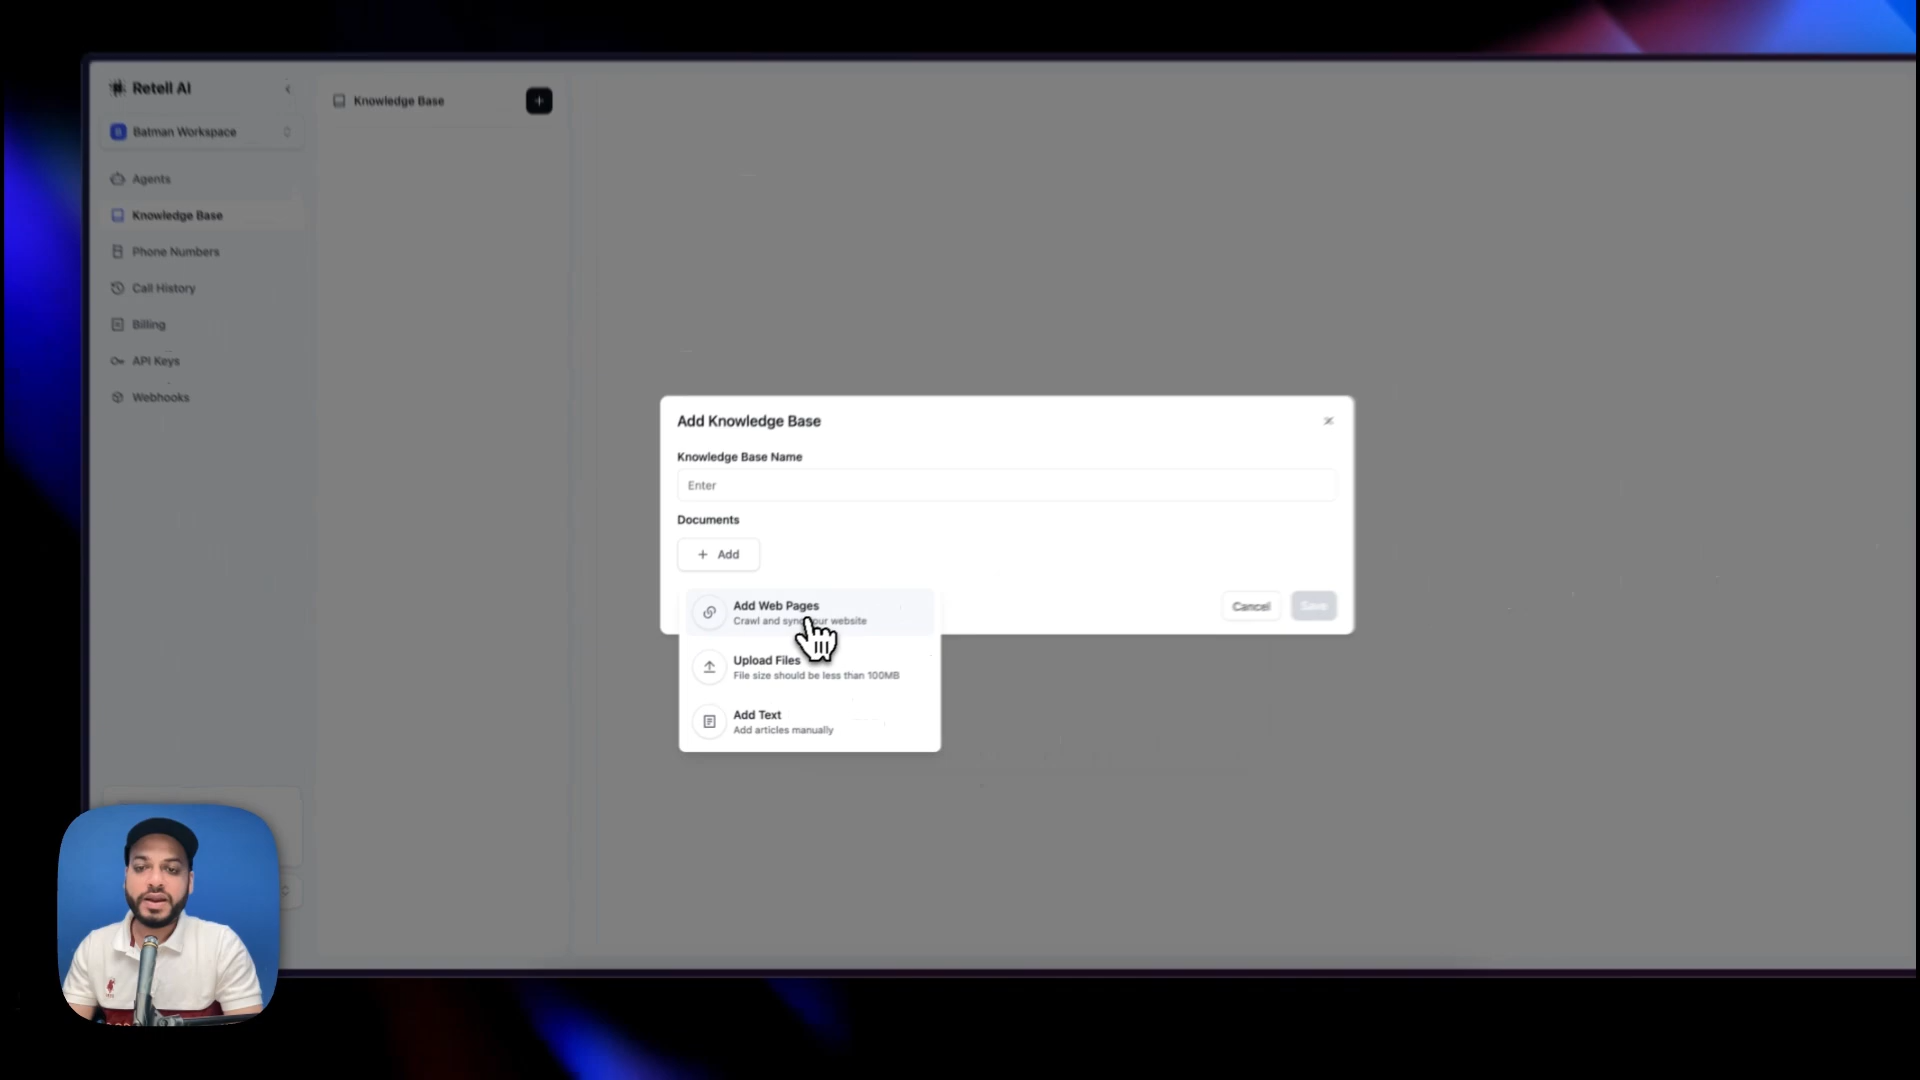 Retell AI
Batman Workspace
Agents
Knowledge Base
Phone Numbers
Call History
Billing
API Keys
Webhooks
Knowledge Base
Add Knowledge Base
Knowledge Base Name
Enter
Documents
Add
Add Web Pages
Crawl and sync your website
Upload Files
File size should be less than 100MB
Add Text
Add articles manually
Cancel
Save